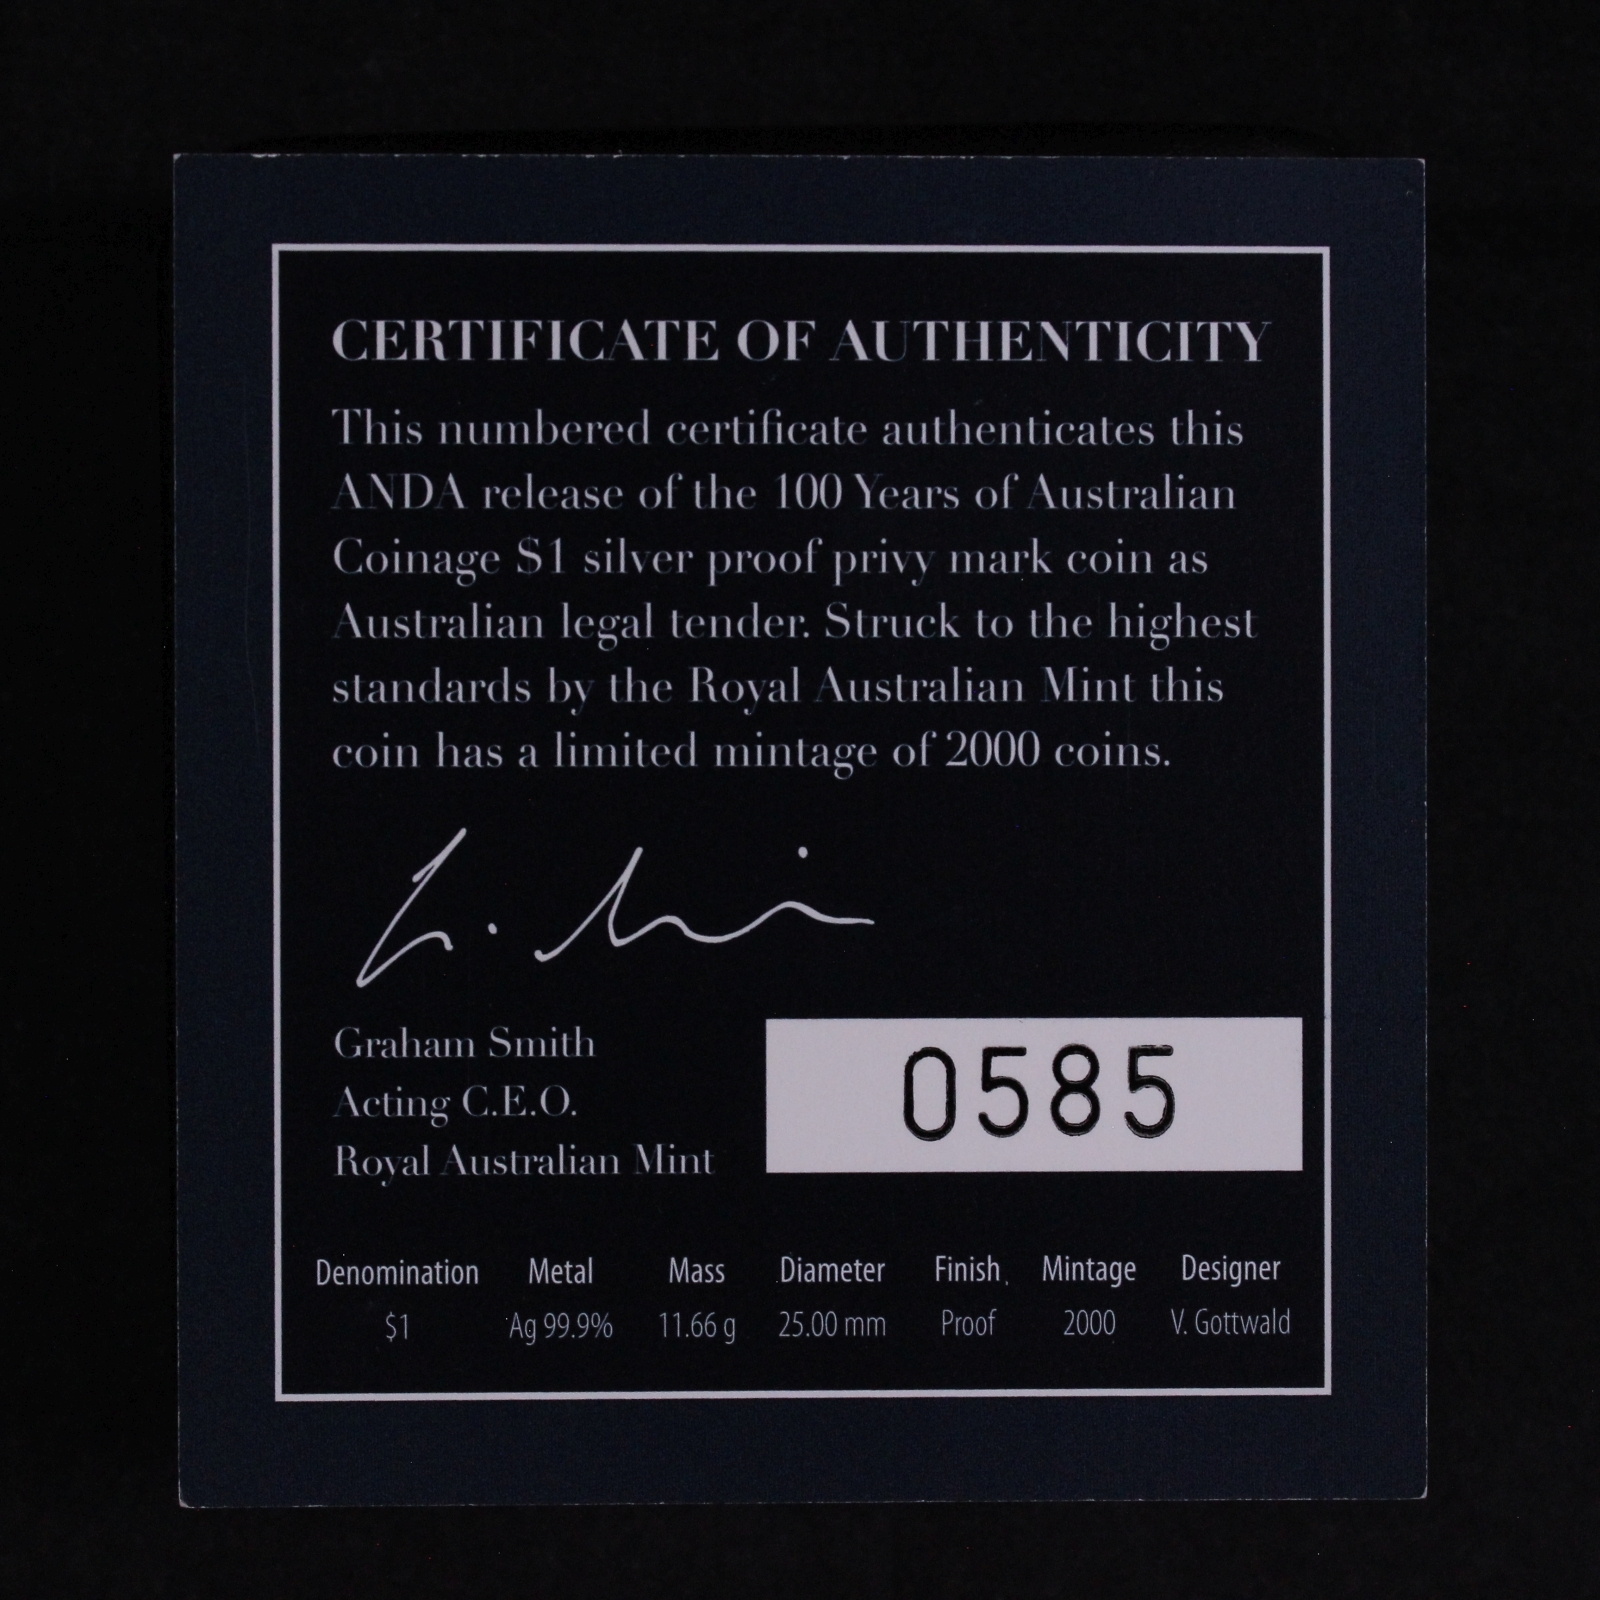 CERTIFICATE OF AUTHENTICITY
This numbered certificate authenticates this
ANDA release of the 100 Years of Australian
Coinage $1 silver proof privy mark coin as
Australian legal tender. Struck to the highest
standards by the Royal Australian Mint this
coin has a limited mintage of 2000 coins.
Graham Smith
Acting C.E.O.
Royal Australian Mint
0585
Denomination Metal Mass Diameter Finish Mintage Designer
$1 Ag 99.9% 11.66 g 25.00 mm Proof 2000 V. Gottwald